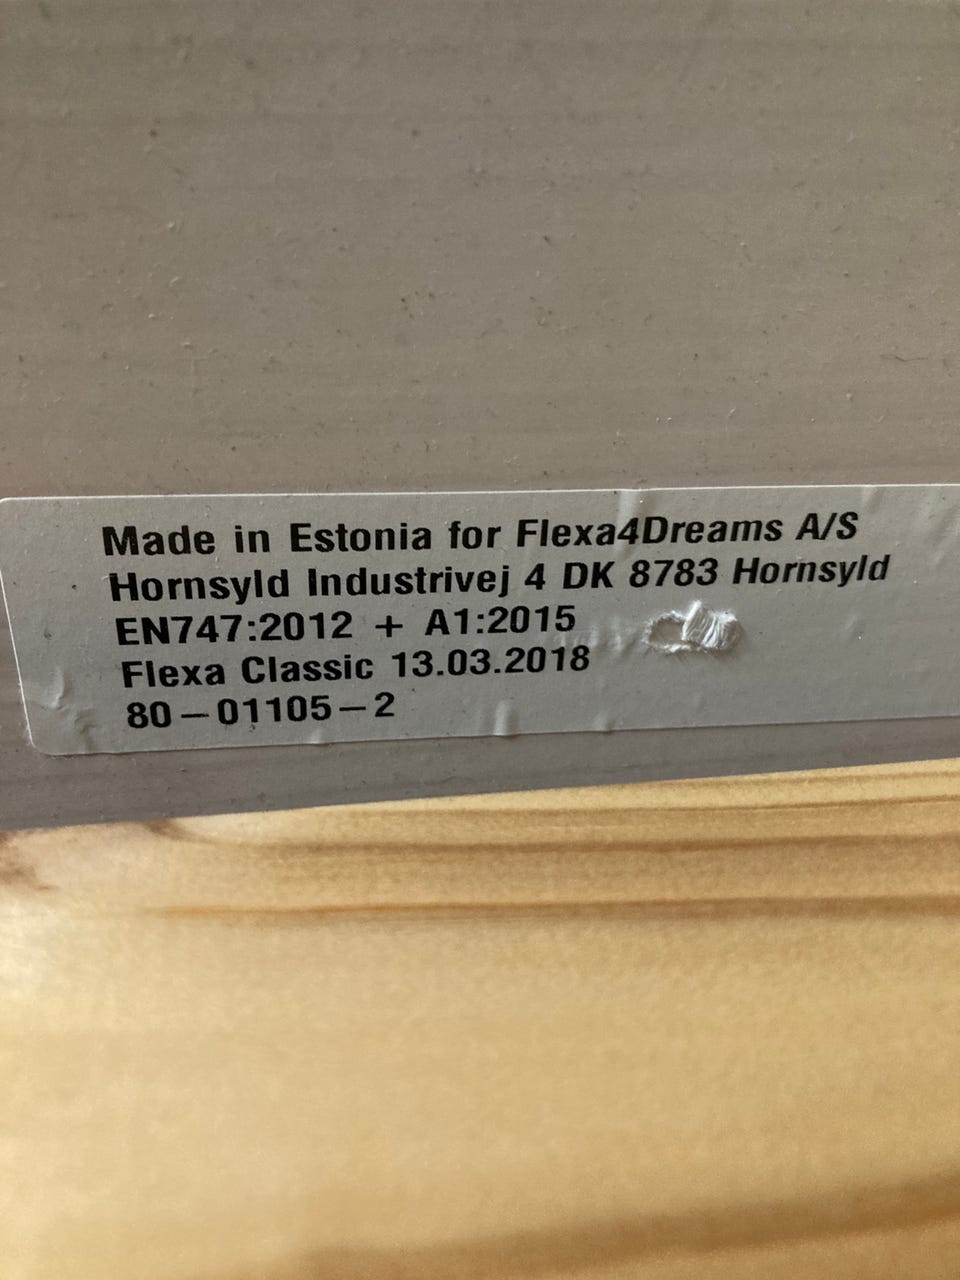 Made in Estonia for Flexa4Dreams A/S
Hornsyld Industrivej 4 DK 8783 Hornsyld
EN747:2012 + A1:2015
Flexa Classic 13.03.2018
80-01105-2